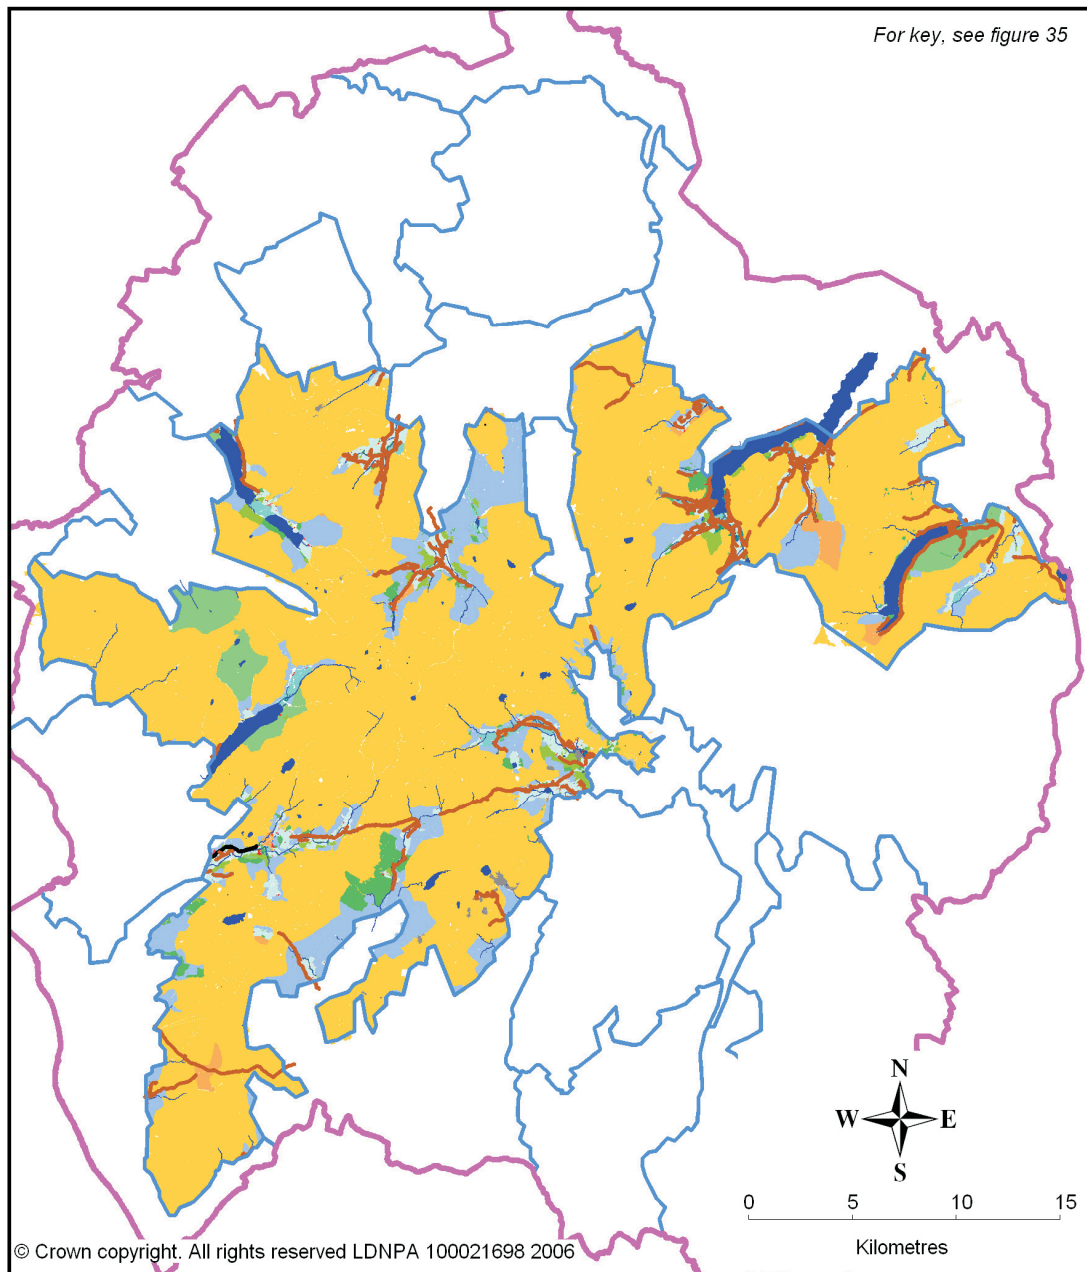 For key, see figure 35
N
W E
S
0 5 10 15
Kilometres
© Crown copyright. All rights reserved LDNPA 100021698 2006